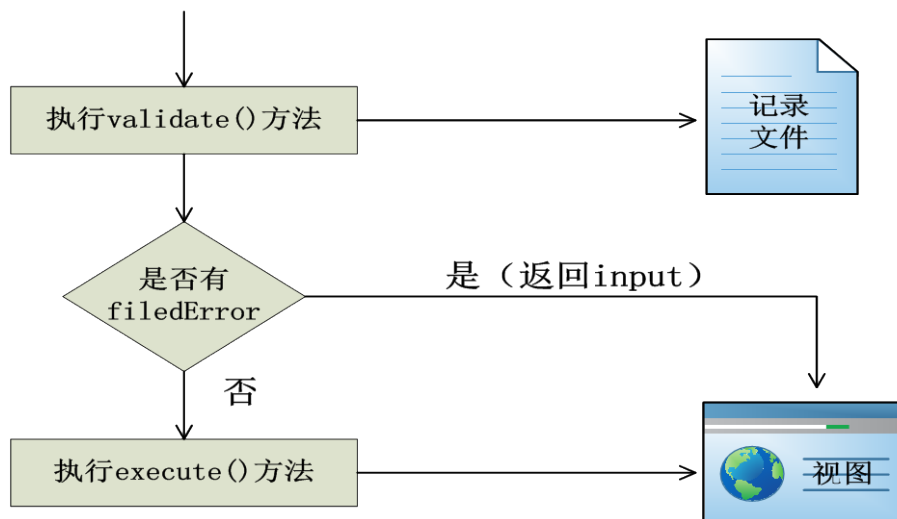 执行validate()方法
记录
文件
是否有
filedError
是（返回input）
否
执行execute()方法
视图